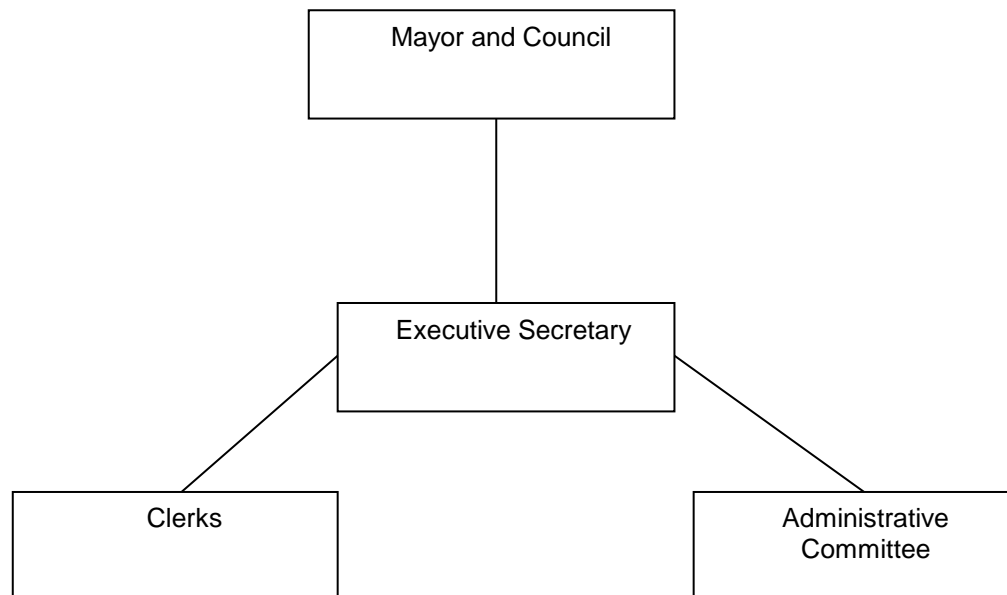 Mayor and Council
Executive Secretary
Clerks
Administrative
Committee